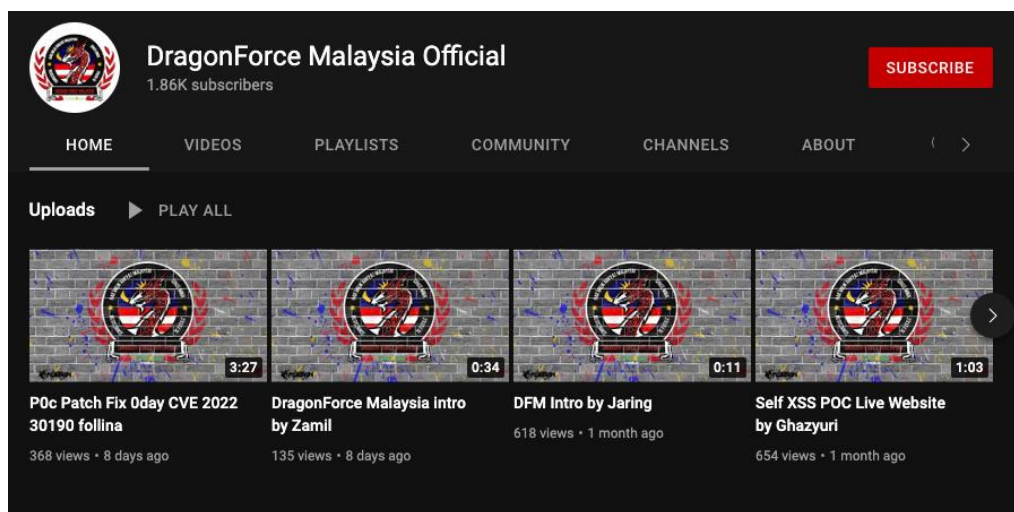 DragonForce Malaysia Official
1.86K subscribers
SUBSCRIBE
HOME
VIDEOS
PLAYLISTS
COMMUNITY
CHANNELS
ABOUT
Uploads
PLAY ALL
3:27
0:34
0:11
1:03
P0c Patch Fix 0day CVE 2022
30190 follina
368 views • 8 days ago
DragonForce Malaysia intro
by Zamil
135 views • 8 days ago
DFM Intro by Jaring
618 views • 1 month ago
Self XSS POC Live Website
by Ghazyuri
654 views • 1 month ago